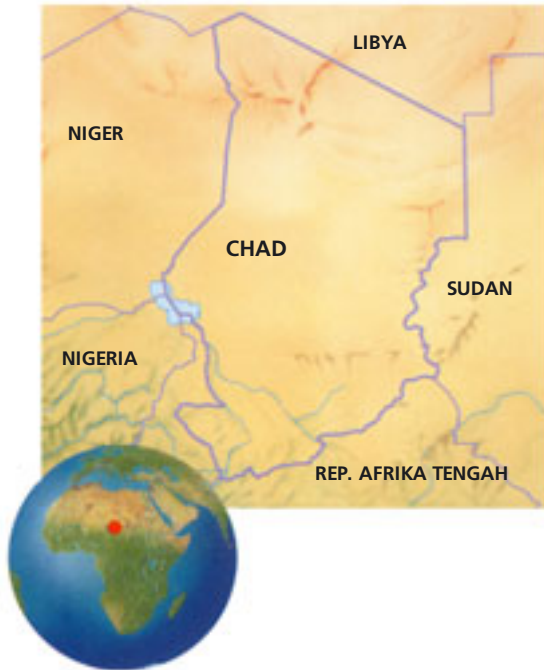 LIBYA
NIGER
CHAD
SUDAN
NIGERIA
REP. AFRIKA TENGAH